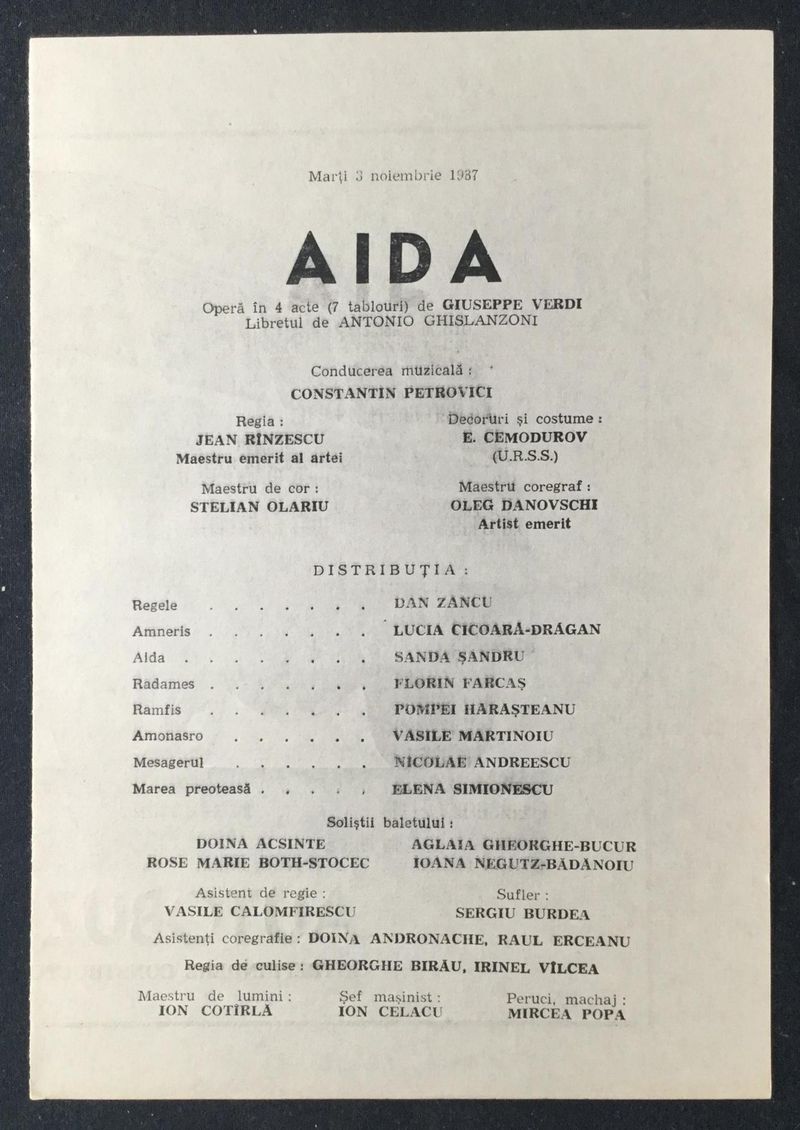 Marți 3 noiembrie 1987
AIDA
Operă în 4 acte (7 tablouri) de GIUSEPPE VERDI
Libretul de ANTONIO GHISLANZONI
Conducerea muzicală :
CONSTANTIN PETROVICI
Regia :
JEAN RÎNZESCU
Maestru emerit al artei
Decoruri și costume :
E. CEMODUROV
(U.R.S.S.)
Maestru de cor :
STELIAN OLARIU
Maestru coregraf :
OLEG DANOVSCHI
Artist emerit
DISTRIBUȚIA :
Regele . . . . . . . DAN ZANCU
Amneris . . . . . . . LUCIA CICOARĂ-DRĂGAN
Aida . . . . . . . . SANDA ȘANDRU
Radames . . . . . . . FLORIN FARCAȘ
Ramfis . . . . . . . POMPEI HARAȘTEANU
Amonasro . . . . . . VASILE MARTINOIU
Mesagerul . . . . . . NICOLAE ANDREESCU
Marea preoteasă . . . . . ELENA SIMIONESCU
Soliștii baletului :
DOINA ACSINTE AGLAIA GHEORGHE-BUCUR
ROSE MARIE BOTH-STOCEC IOANA NEGUTZ-BĂDĂNOIU
Asistent de regie :
VASILE CALOMFIRESCU
Sufler :
SERGIU BURDEA
Asistenți coregrafie : DOINA ANDRONACHE, RAUL ERCEANU
Regia de culise : GHEORGHE BIRĂU, IRINEL VÎLCEA
Maestru de lumini :
ION COTÎRLĂ
Șef mașinist :
ION CELACU
Peruci, machaj :
MIRCEA POPA